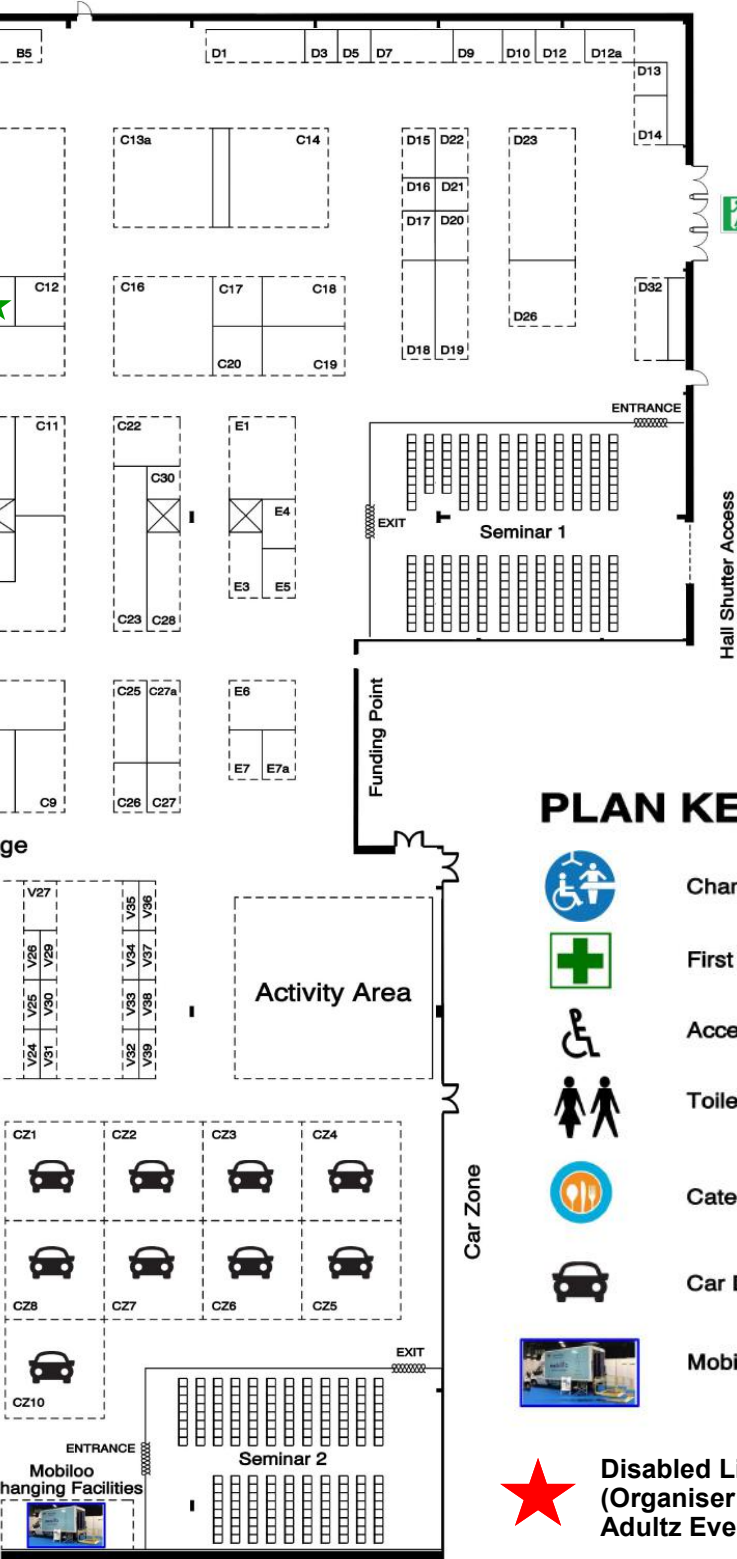 B5
D1 D3 D5 D7 D9 D10 D12 D12a
D13
D14
C13a C14
D15 D22 D23
D16 D21
D17 D20
C12
C16 C17 C18
D32
D26
C20 C19
D18 D19
ENTRANCE
C11 C22 E1
C30
E4
EXIT
Seminar 1
Hall Shutter Access
E3 E5
C23 C28
C25 C27a E6
Funding Point
E7 E7a
C9 C26 C27
PLAN KE
ge
Char
V27 V35 V36
V26 V29 V34 V37
First
V25 V30 V33 V38
Activity Area
V24 V31 V32 V39
Acce
Toile
CZ1 CZ2 CZ3 CZ4
Car Zone
Cate
CZ8 CZ7 CZ6 CZ5
Car E
EXIT
Mobi
CZ10
ENTRANCE
Seminar 2
Mobiloo
hanging Facilities
Disabled Li
(Organiser
Adultz Eve